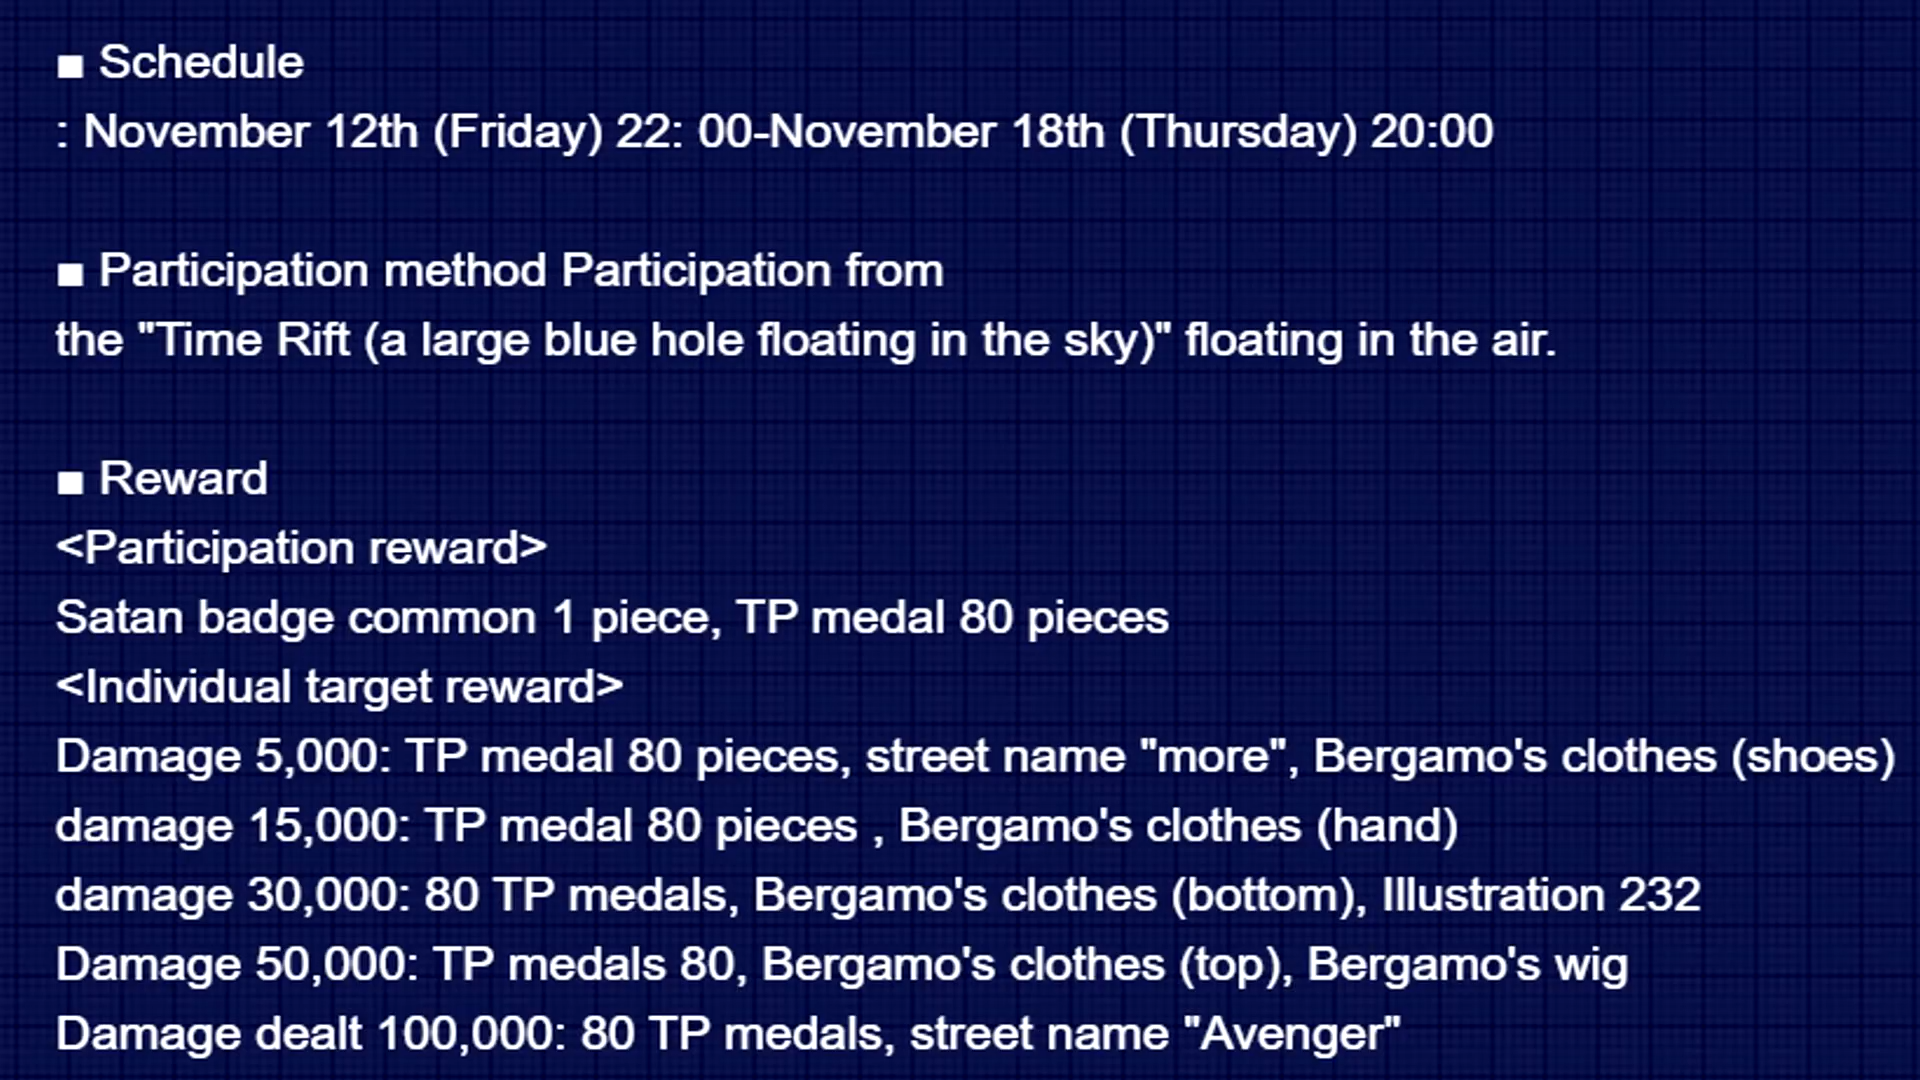 ■ Schedule
: November 12th (Friday) 22: 00-November 18th (Thursday) 20:00
■ Participation method Participation from
the "Time Rift (a large blue hole floating in the sky)" floating in the air.
■ Reward
<Participation reward>
Satan badge common 1 piece, TP medal 80 pieces
<Individual target reward>
Damage 5,000: TP medal 80 pieces, street name "more", Bergamo's clothes (shoes)
damage 15,000: TP medal 80 pieces , Bergamo's clothes (hand)
damage 30,000: 80 TP medals, Bergamo's clothes (bottom), Illustration 232
Damage 50,000: TP medals 80, Bergamo's clothes (top), Bergamo's wig
Damage dealt 100,000: 80 TP medals, street name "Avenger"